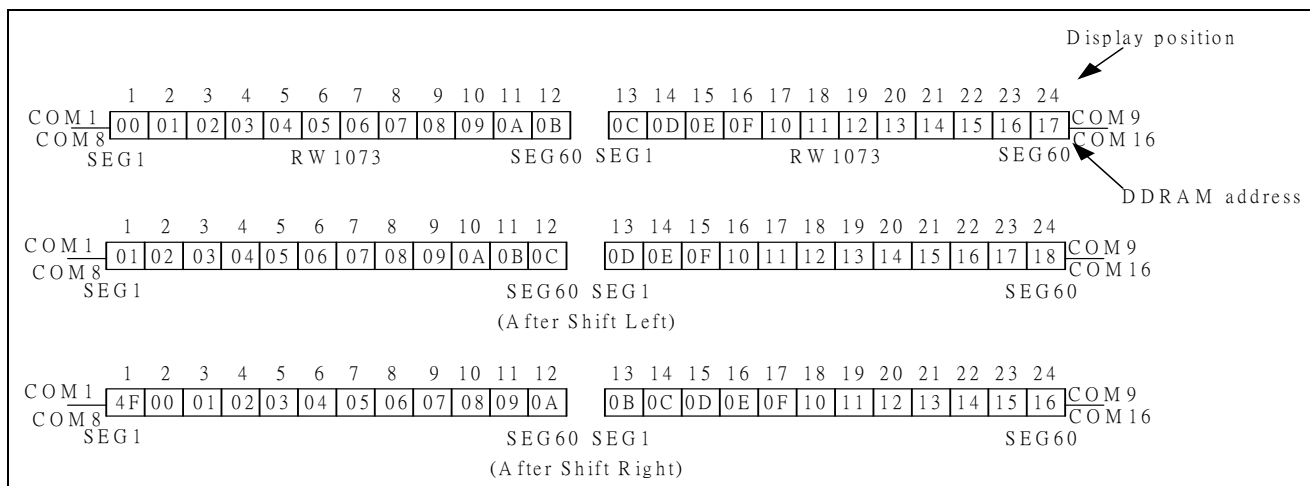 Display position
1 2 3 4 5 6 7 8 9 10 11 12 13 14 15 16 17 18 19 20 21 22 23 24
COM1 00 01 02 03 04 05 06 07 08 09 0A 0B 0C 0D 0E 0F 10 11 12 13 14 15 16 17 COM9
COM8 COM16
SEG1 RW1073 SEG60 SEG1 RW1073 SEG60
DDRAM address
1 2 3 4 5 6 7 8 9 10 11 12 13 14 15 16 17 18 19 20 21 22 23 24
COM1 01 02 03 04 05 06 07 08 09 0A 0B 0C 0D 0E 0F 10 11 12 13 14 15 16 17 18 COM9
COM8 COM16
SEG1 SEG60 SEG1 SEG60
(After Shift Left)
1 2 3 4 5 6 7 8 9 10 11 12 13 14 15 16 17 18 19 20 21 22 23 24
COM1 4F 00 01 02 03 04 05 06 07 08 09 0A 0B 0C 0D 0E 0F 10 11 12 13 14 15 16 COM9
COM8 COM16
SEG1 SEG60 SEG1 SEG60
(After Shift Right)